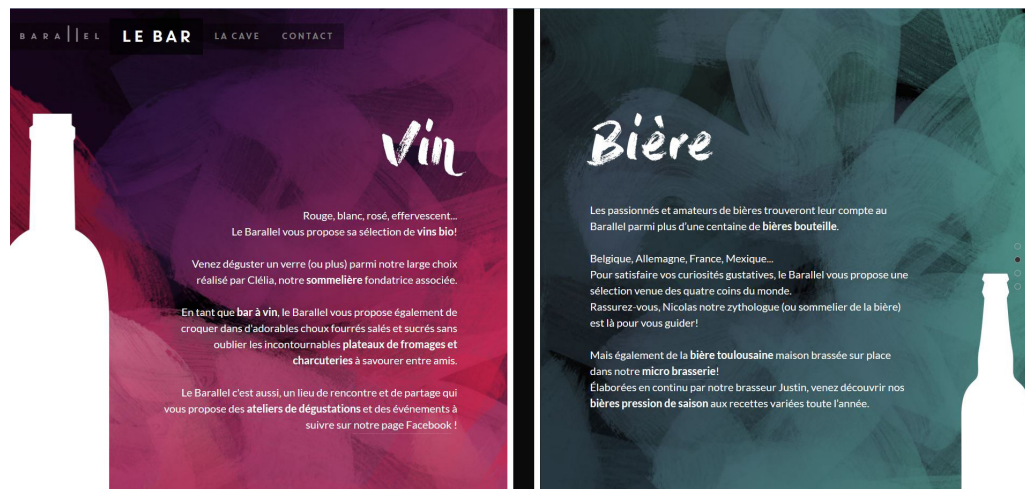 BARA||EL LE BAR LA CAVE CONTACT
Vin
Rouge, blanc, rosé, effervescent...
Le Barallel vous propose sa sélection de vins bio!
Venez déguster un verre (ou plus) parmi notre large choix
réalisé par Clélia, notre sommelière fondatrice associée.
En tant que bar à vin, le Barallel vous propose également de
croquer dans d'adorables choux fourrés salés et sucrés sans
oublier les incontournables plateaux de fromages et
charcuteries à savourer entre amis.
Le Barallel c'est aussi, un lieu de rencontre et de partage qui
vous propose des ateliers de dégustations et des événements à
suivre sur notre page Facebook !
Bière
Les passionnés et amateurs de bières trouveront leur compte au
Barallel parmi plus d'une centaine de bières bouteille.
Belgique, Allemagne, France, Mexique...
Pour satisfaire vos curiosités gustatives, le Barallel vous propose une
sélection venue des quatre coins du monde.
Rassurez-vous, Nicolas notre zythologue (ou sommelier de la bière)
est là pour vous guider!
Mais également de la bière toulousaine maison brassée sur place
dans notre micro brasserie!
Élaborées en continu par notre brasseur Justin, venez découvrir nos
bières pression de saison aux recettes variées toute l'année.